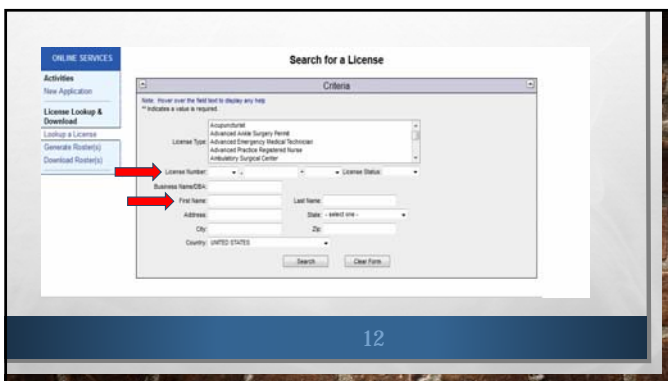 ONLINE SERVICES
Activities
New Application
License Lookup &
Download
Lookup a License
Generate Roster(s)
Download Roster(s)
Search for a License
Criteria
Note: Hover over the field text to display any help.
** Indicates a value is required.
License Type:
Acupuncturist
Advanced Ankle Surgery Permit
Advanced Emergency Medical Technician
Advanced Practice Registered Nurse
Ambulatory Surgical Center
License Number: - * License Status:
Business Name/DBA:
First Name: Last Name:
Address: State: - select one -
City: Zip:
Country: UNITED STATES
Search Clear Form
12